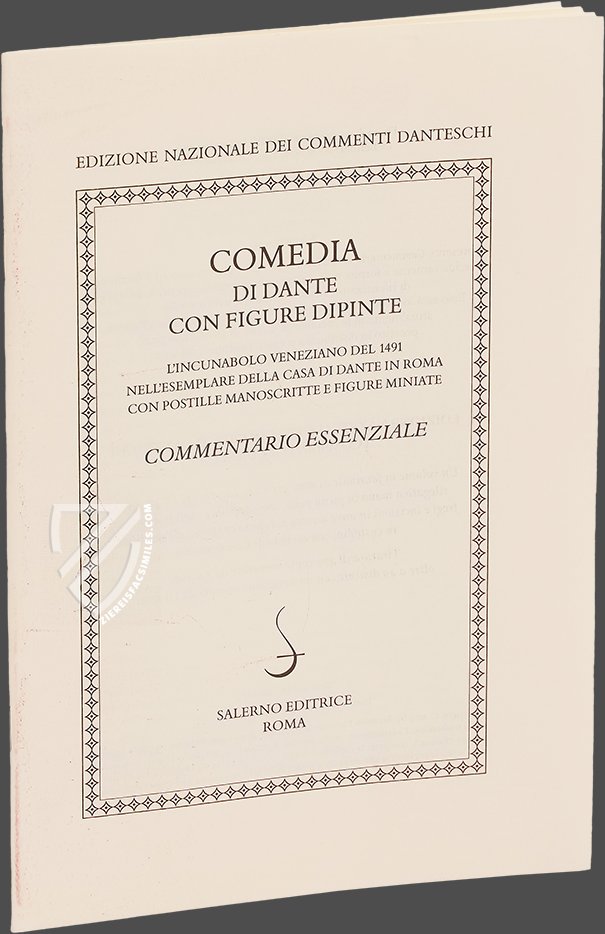 EDIZIONE NAZIONALE DEI COMMENTI DANTESCHI
COMEDIA
DI DANTE
CON FIGURE DIPINTE
L'INCUNABOLO VENEZIANO DEL 1491
NELL'ESEMPLARE DELLA CASA DI DANTE IN ROMA
CON POSTILLE MANOSCRITTE E FIGURE MINIATE
COMMENTARIO ESSENZIALE
SALERNO EDITRICE
ROMA
ZIEREISFACSIMILES.COM